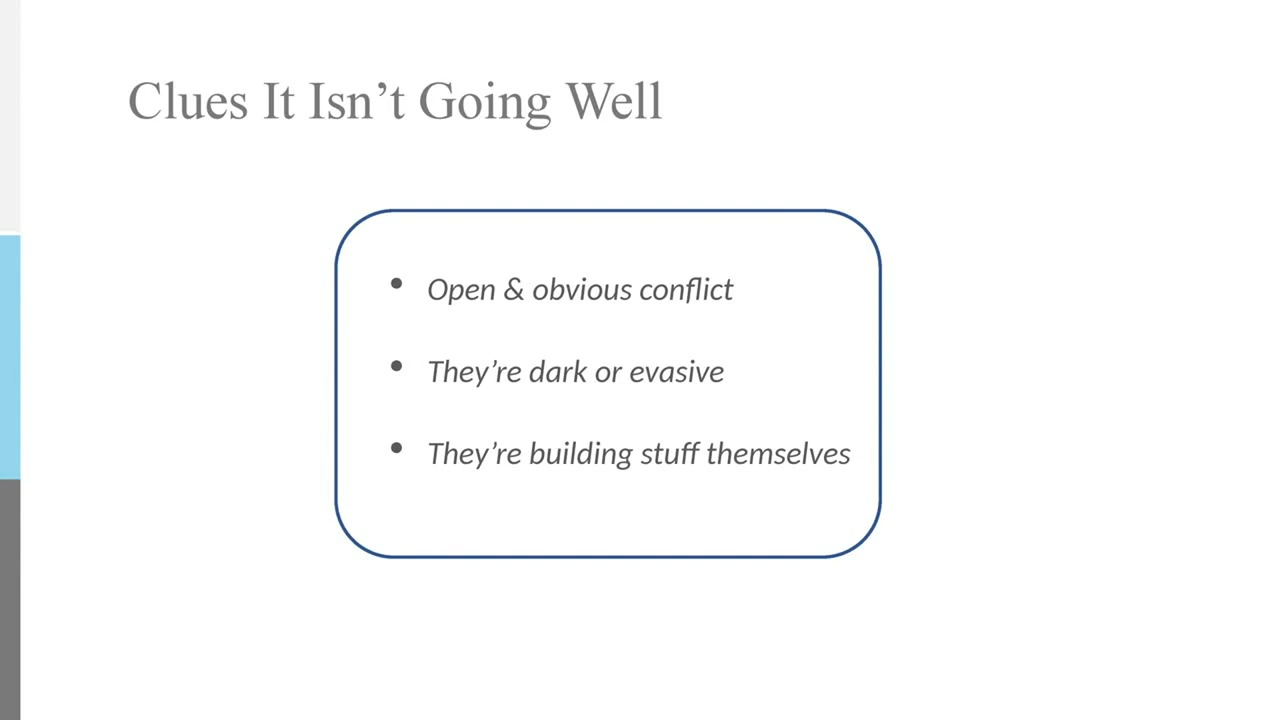 Clues It Isn’t Going Well
• Open & obvious conflict
• They’re dark or evasive
• They’re building stuff themselves